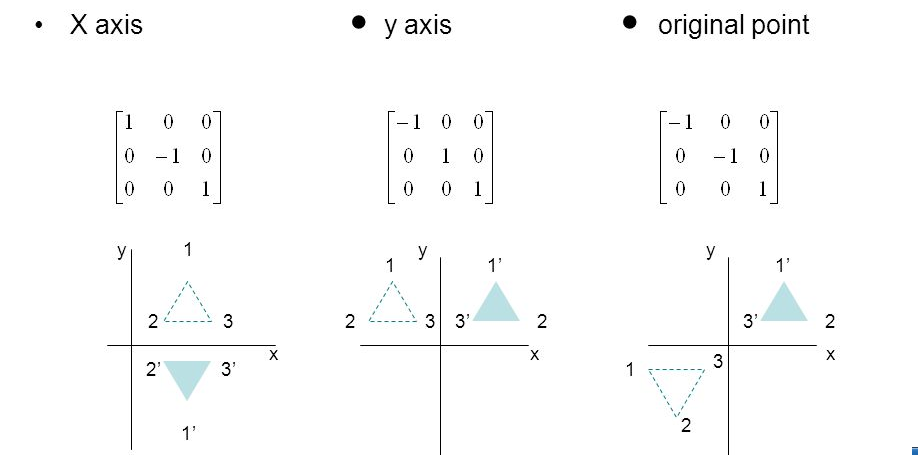 • X axis
● y axis
● original point
1 0 0
0 -1 0
0 0 1
-1 0 0
0 1 0
0 0 1
-1 0 0
0 -1 0
0 0 1
y 1
2 3
x
2’ 3’
1’
y
1 1’
2 3 3’ 2
x
y
1’
3’ 2
x
1 3
2